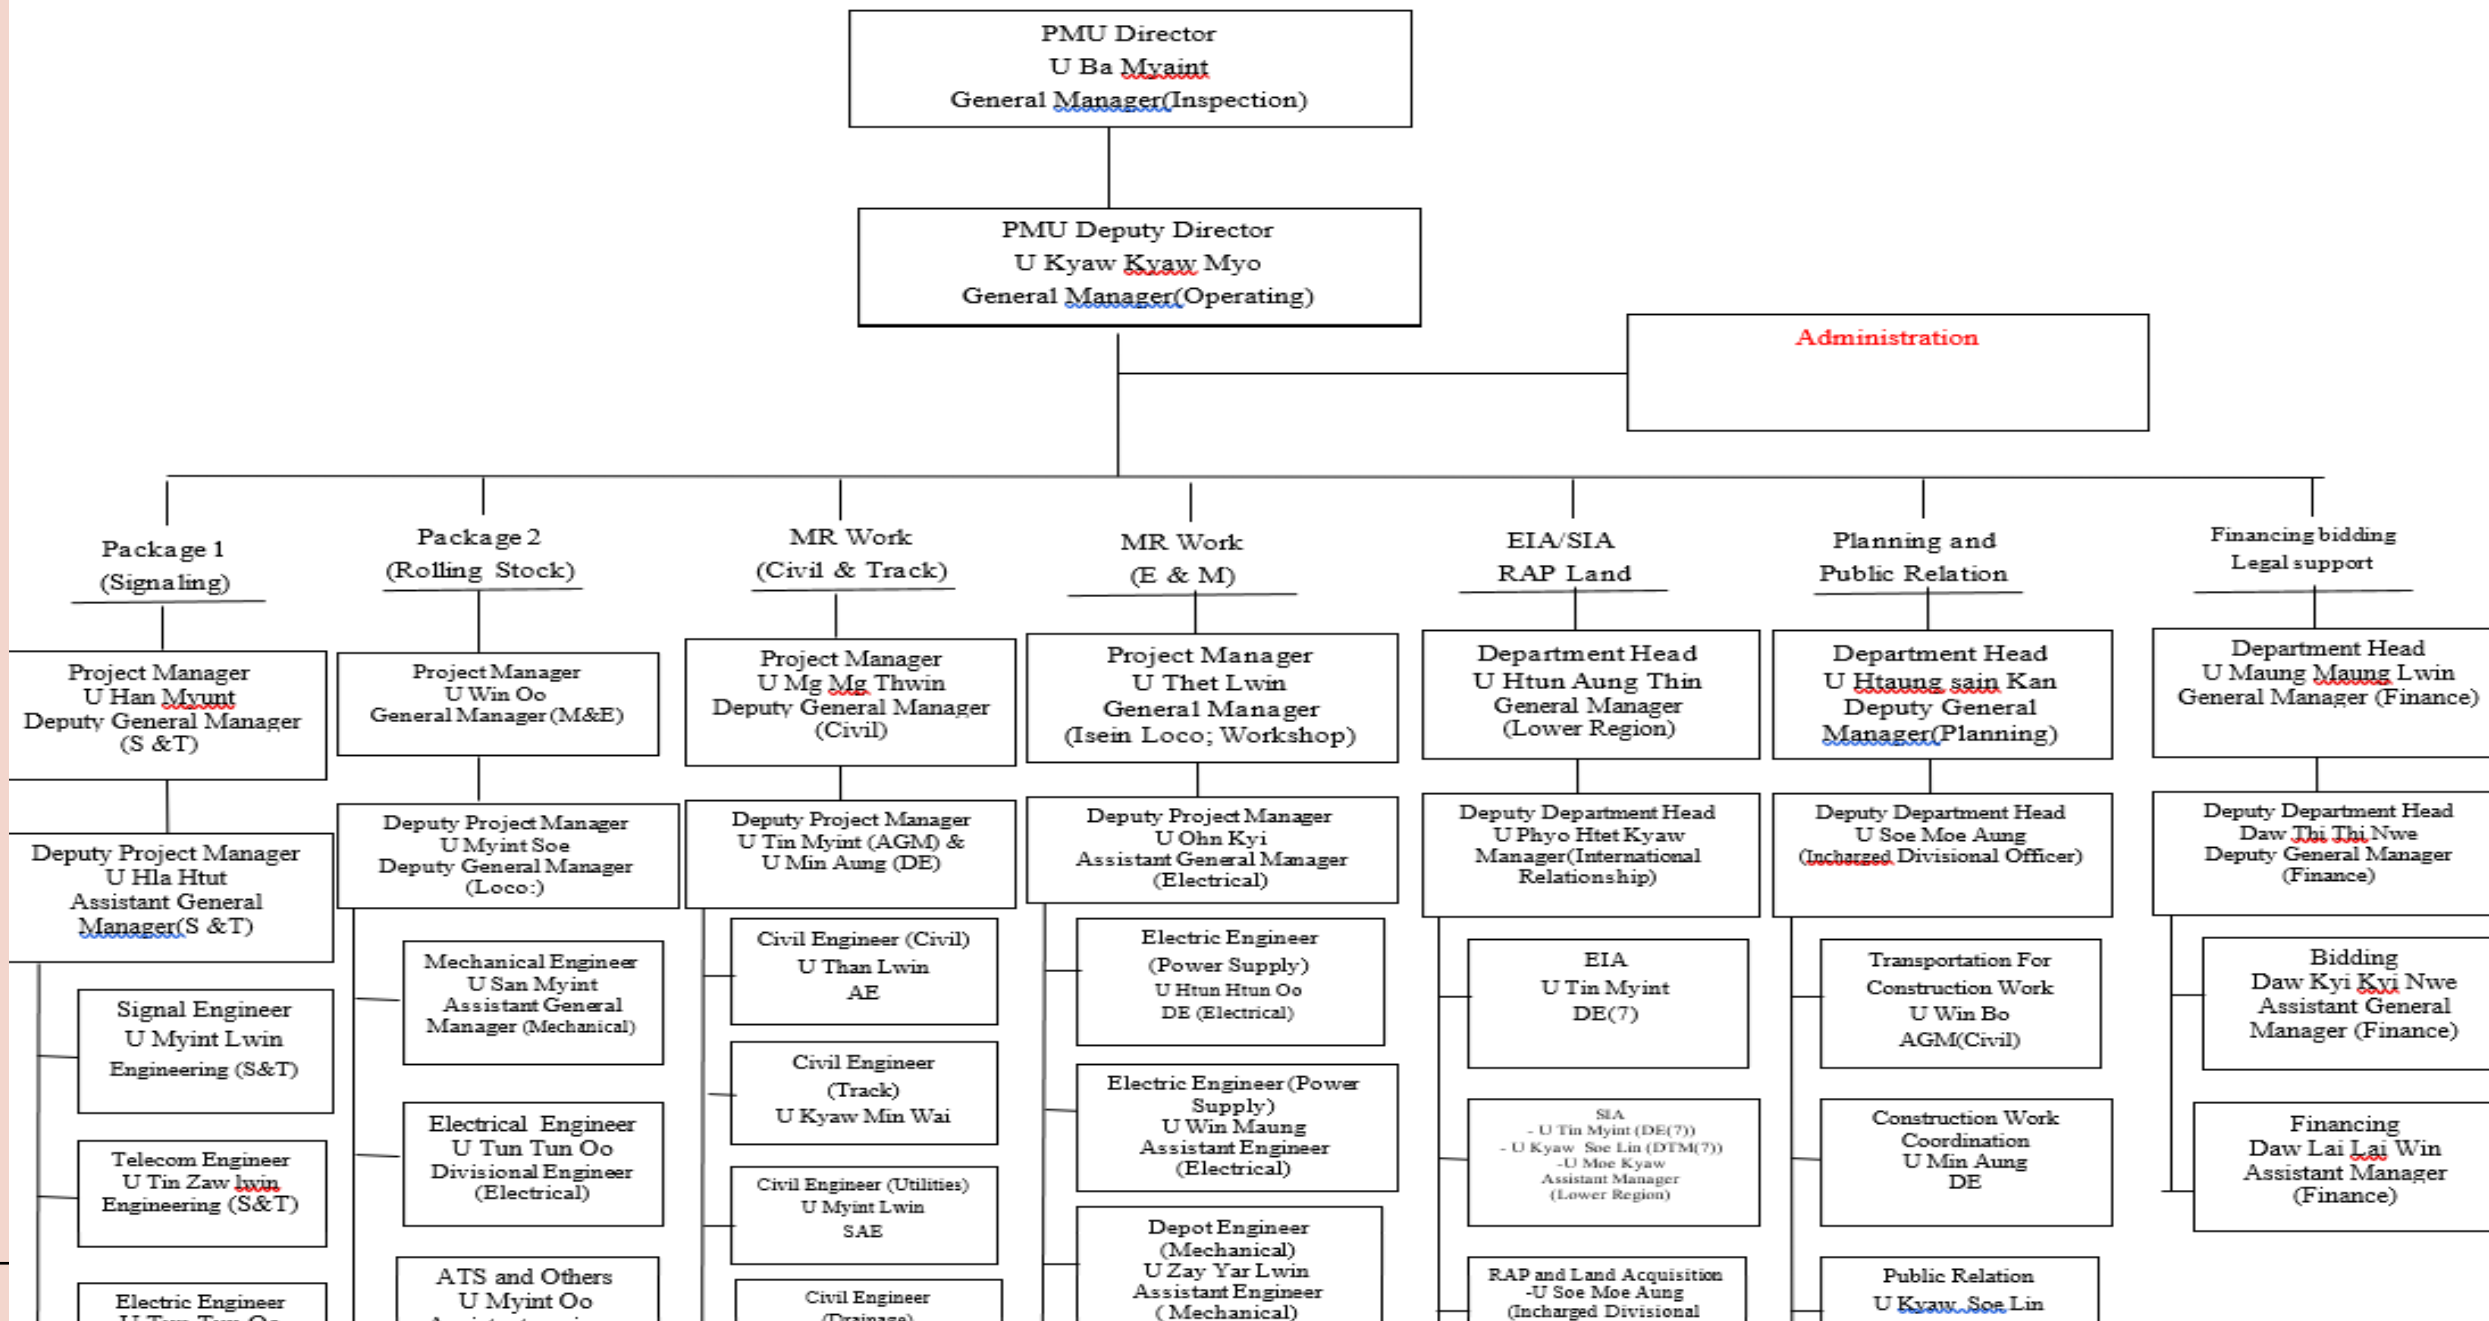 PMU Director
U Ba Myaint
General Manager(Inspection)
PMU Deputy Director
U Kyaw Kyaw Myo
General Manager(Operating)
Administration
Package 1
(Signaling)
Package 2
(Rolling Stock)
MR Work
(Civil & Track)
MR Work
(E & M)
EIA/SIA
RAP Land
Planning and
Public Relation
Financing bidding
Legal support
Project Manager
U Han Myunt
Deputy General Manager
(S &T)
Project Manager
U Win Oo
General Manager (M&E)
Project Manager
U Mg Mg Thwin
Deputy General Manager
(Civil)
Project Manager
U Thet Lwin
General Manager
(Isein Loco; Workshop)
Department Head
U Htun Aung Thin
General Manager
(Lower Region)
Department Head
U Htaung sain Kan
Deputy General
Manager(Planning)
Department Head
U Maung Maung Lwin
General Manager (Finance)
Deputy Project Manager
U Hla Htut
Assistant General
Manager(S &T)
Deputy Project Manager
U Myint Soe
Deputy General Manager
(Loco:)
Deputy Project Manager
U Tin Myint (AGM) &
U Min Aung (DE)
Deputy Project Manager
U Ohn Kyi
Assistant General Manager
(Electrical)
Deputy Department Head
U Phyo Htet Kyaw
Manager(International
Relationship)
Deputy Department Head
U Soe Moe Aung
(Incharged Divisional Officer)
Deputy Department Head
Daw Thi Thi Nwe
Deputy General Manager
(Finance)
Signal Engineer
U Myint Lwin
Engineering (S&T)
Telecom Engineer
U Tin Zaw lwin
Engineering (S&T)
Electric Engineer
U Tun Tun Oo
Mechanical Engineer
U San Myint
Assistant General
Manager (Mechanical)
Electrical Engineer
U Tun Tun Oo
Divisional Engineer
(Electrical)
ATS and Others
U Myint Oo
Civil Engineer (Civil)
U Than Lwin
AE
Civil Engineer
(Track)
U Kyaw Min Wai
Civil Engineer (Utilities)
U Myint Lwin
SAE
Civil Engineer
(Drainage)
Electric Engineer
(Power Supply)
U Htun Htun Oo
DE (Electrical)
Electric Engineer (Power
Supply)
U Win Maung
Assistant Engineer
(Electrical)
Depot Engineer
(Mechanical)
U Zay Yar Lwin
Assistant Engineer
(Mechanical)
EIA
U Tin Myint
DE(7)
SIA
- U Tin Myint (DE(7))
- U Kyaw Soe Lin (DTM(7))
-U Moe Kyaw
Assistant Manager
(Lower Region)
RAP and Land Acquisition
-U Soe Moe Aung
(Incharged Divisional
Transportation For
Construction Work
U Win Bo
AGM(Civil)
Construction Work
Coordination
U Min Aung
DE
Public Relation
U Kyaw Soe Lin
Bidding
Daw Kyi Kyi Nwe
Assistant General
Manager (Finance)
Financing
Daw Lai Lai Win
Assistant Manager
(Finance)